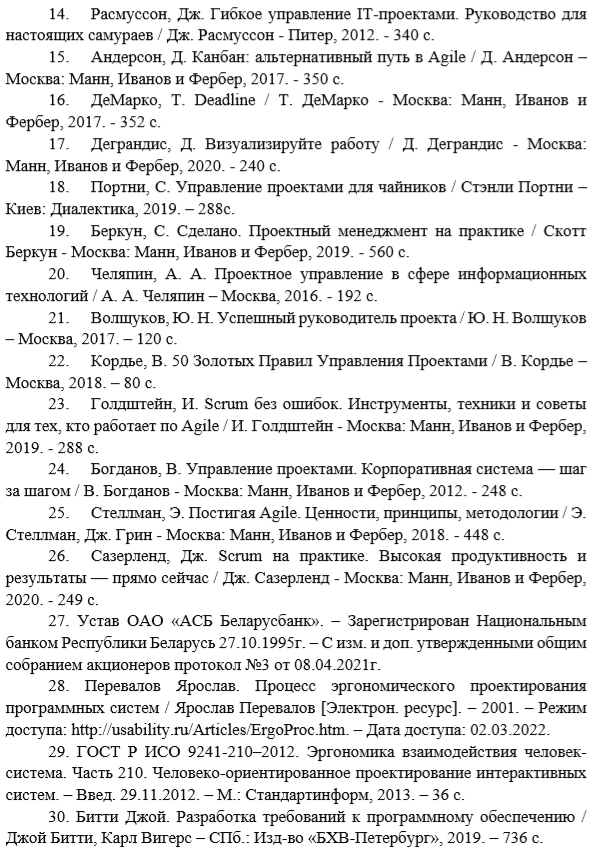 14. Расмуссон, Дж. Гибкое управление IT-проектами. Руководство для
настоящих самураев / Дж. Расмуссон - Питер, 2012. - 340 с.
15. Андерсон, Д. Канбан: альтернативный путь в Agile / Д. Андерсон –
Москва: Манн, Иванов и Фербер, 2017. - 350 с.
16. ДеМарко, Т. Deadline / Т. ДеМарко - Москва: Манн, Иванов и
Фербер, 2017. - 352 с.
17. Деграндис, Д. Визуализируйте работу / Д. Деграндис - Москва:
Манн, Иванов и Фербер, 2020. - 240 с.
18. Портни, С. Управление проектами для чайников / Стэнли Портни –
Киев: Диалектика, 2019. – 288с.
19. Беркун, С. Сделано. Проектный менеджмент на практике / Скотт
Беркун - Москва: Манн, Иванов и Фербер, 2019. - 560 с.
20. Челяпин, А. А. Проектное управление в сфере информационных
технологий / А. А. Челяпин – Москва, 2016. - 192 с.
21. Волщуков, Ю. Н. Успешный руководитель проекта / Ю. Н. Волщуков
– Москва, 2017. – 120 с.
22. Кордье, В. 50 Золотых Правил Управления Проектами / В. Кордье –
Москва, 2018. – 80 с.
23. Голдштейн, И. Scrum без ошибок. Инструменты, техники и советы
для тех, кто работает по Agile / И. Голдштейн - Москва: Манн, Иванов и Фербер,
2019. - 288 с.
24. Богданов, В. Управление проектами. Корпоративная система — шаг
за шагом / В. Богданов - Москва: Манн, Иванов и Фербер, 2012. - 248 с.
25. Стеллман, Э. Постигая Agile. Ценности, принципы, методологии / Э.
Стеллман, Дж. Грин - Москва: Манн, Иванов и Фербер, 2018. - 448 с.
26. Сазерленд, Дж. Scrum на практике. Высокая продуктивность и
результаты — прямо сейчас / Дж. Сазерленд - Москва: Манн, Иванов и Фербер,
2020. - 249 с.
27. Устав ОАО «АСБ Беларусбанк». – Зарегистрирован Национальным
банком Республики Беларусь 27.10.1995г. – С изм. и доп. утвержденными общим
собранием акционеров протокол №3 от 08.04.2021г.
28. Перевалов Ярослав. Процесс эргономического проектирования
программных систем / Ярослав Перевалов [Электрон. ресурс]. – 2001. – Режим
доступа: http://usability.ru/Articles/ErgoProc.htm. – Дата доступа: 02.03.2022.
29. ГОСТ Р ИСО 9241-210–2012. Эргономика взаимодействия человек-
система. Часть 210. Человеко-ориентированное проектирование интерактивных
систем. – Введ. 29.11.2012. – М.: Стандартинформ, 2013. – 36 с.
30. Битти Джой. Разработка требований к программному обеспечению /
Джой Битти, Карл Вигерс – СПб.: Изд-во «БХВ-Петербург», 2019. – 736 с.